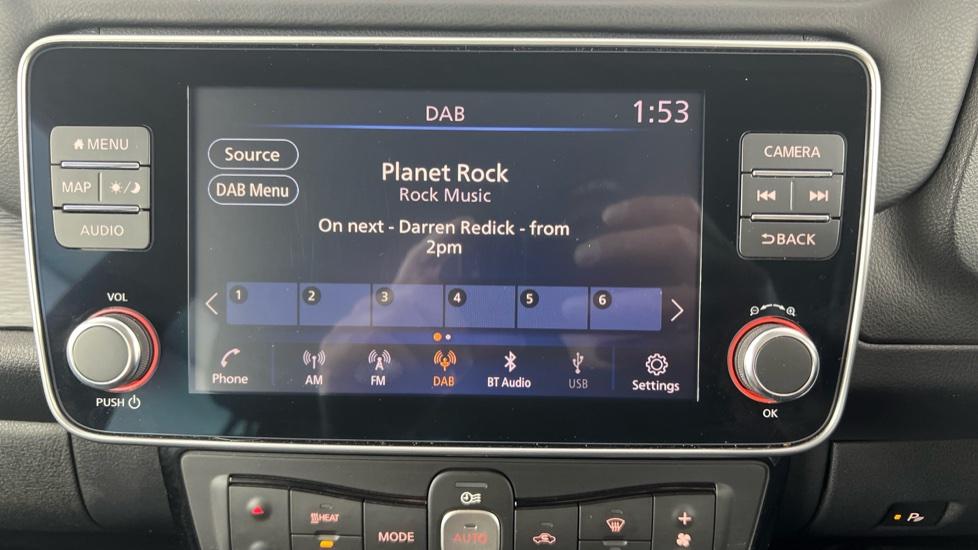 DAB
1:53
MENU
MAP
AUDIO
VOL
PUSH
Source
DAB Menu
Planet Rock
Rock Music
On next - Darren Redick - from
2pm
1 2 3 4 5 6
Phone AM FM DAB BT Audio USB Settings
CAMERA
BACK
OK
HEAT
MODE
AUTO
P